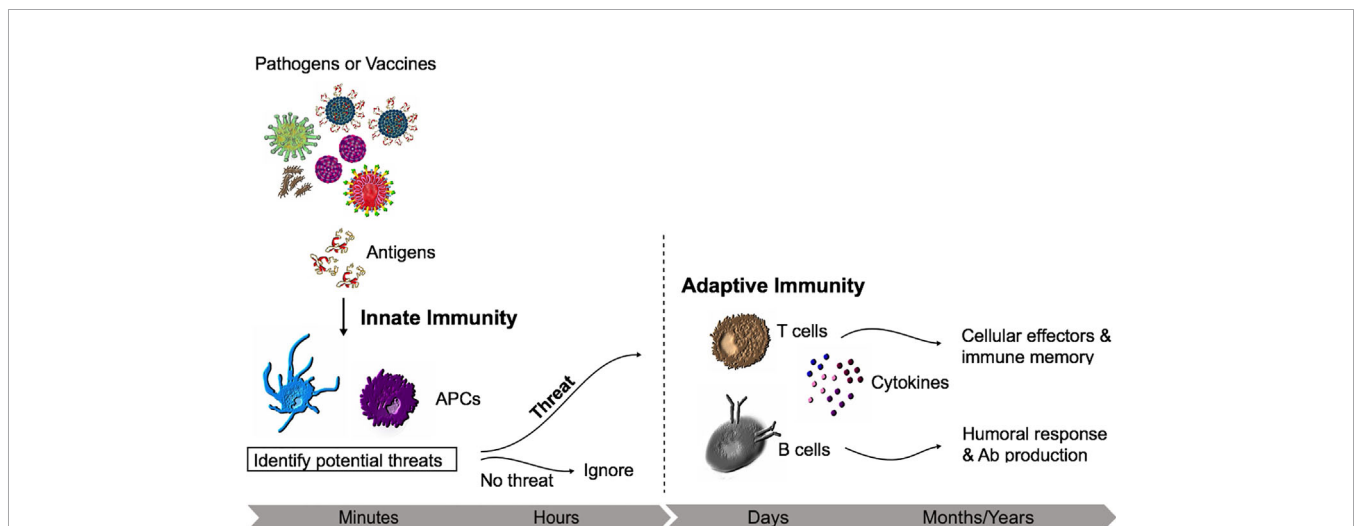 Pathogens or Vaccines
Antigens
Innate Immunity
APCs
Identify potential threats
Threat
No threat
Ignore
Adaptive Immunity
T cells
Cytokines
B cells
Cellular effectors &
immune memory
Humoral response
& Ab production
Minutes
Hours
Days
Months/Years